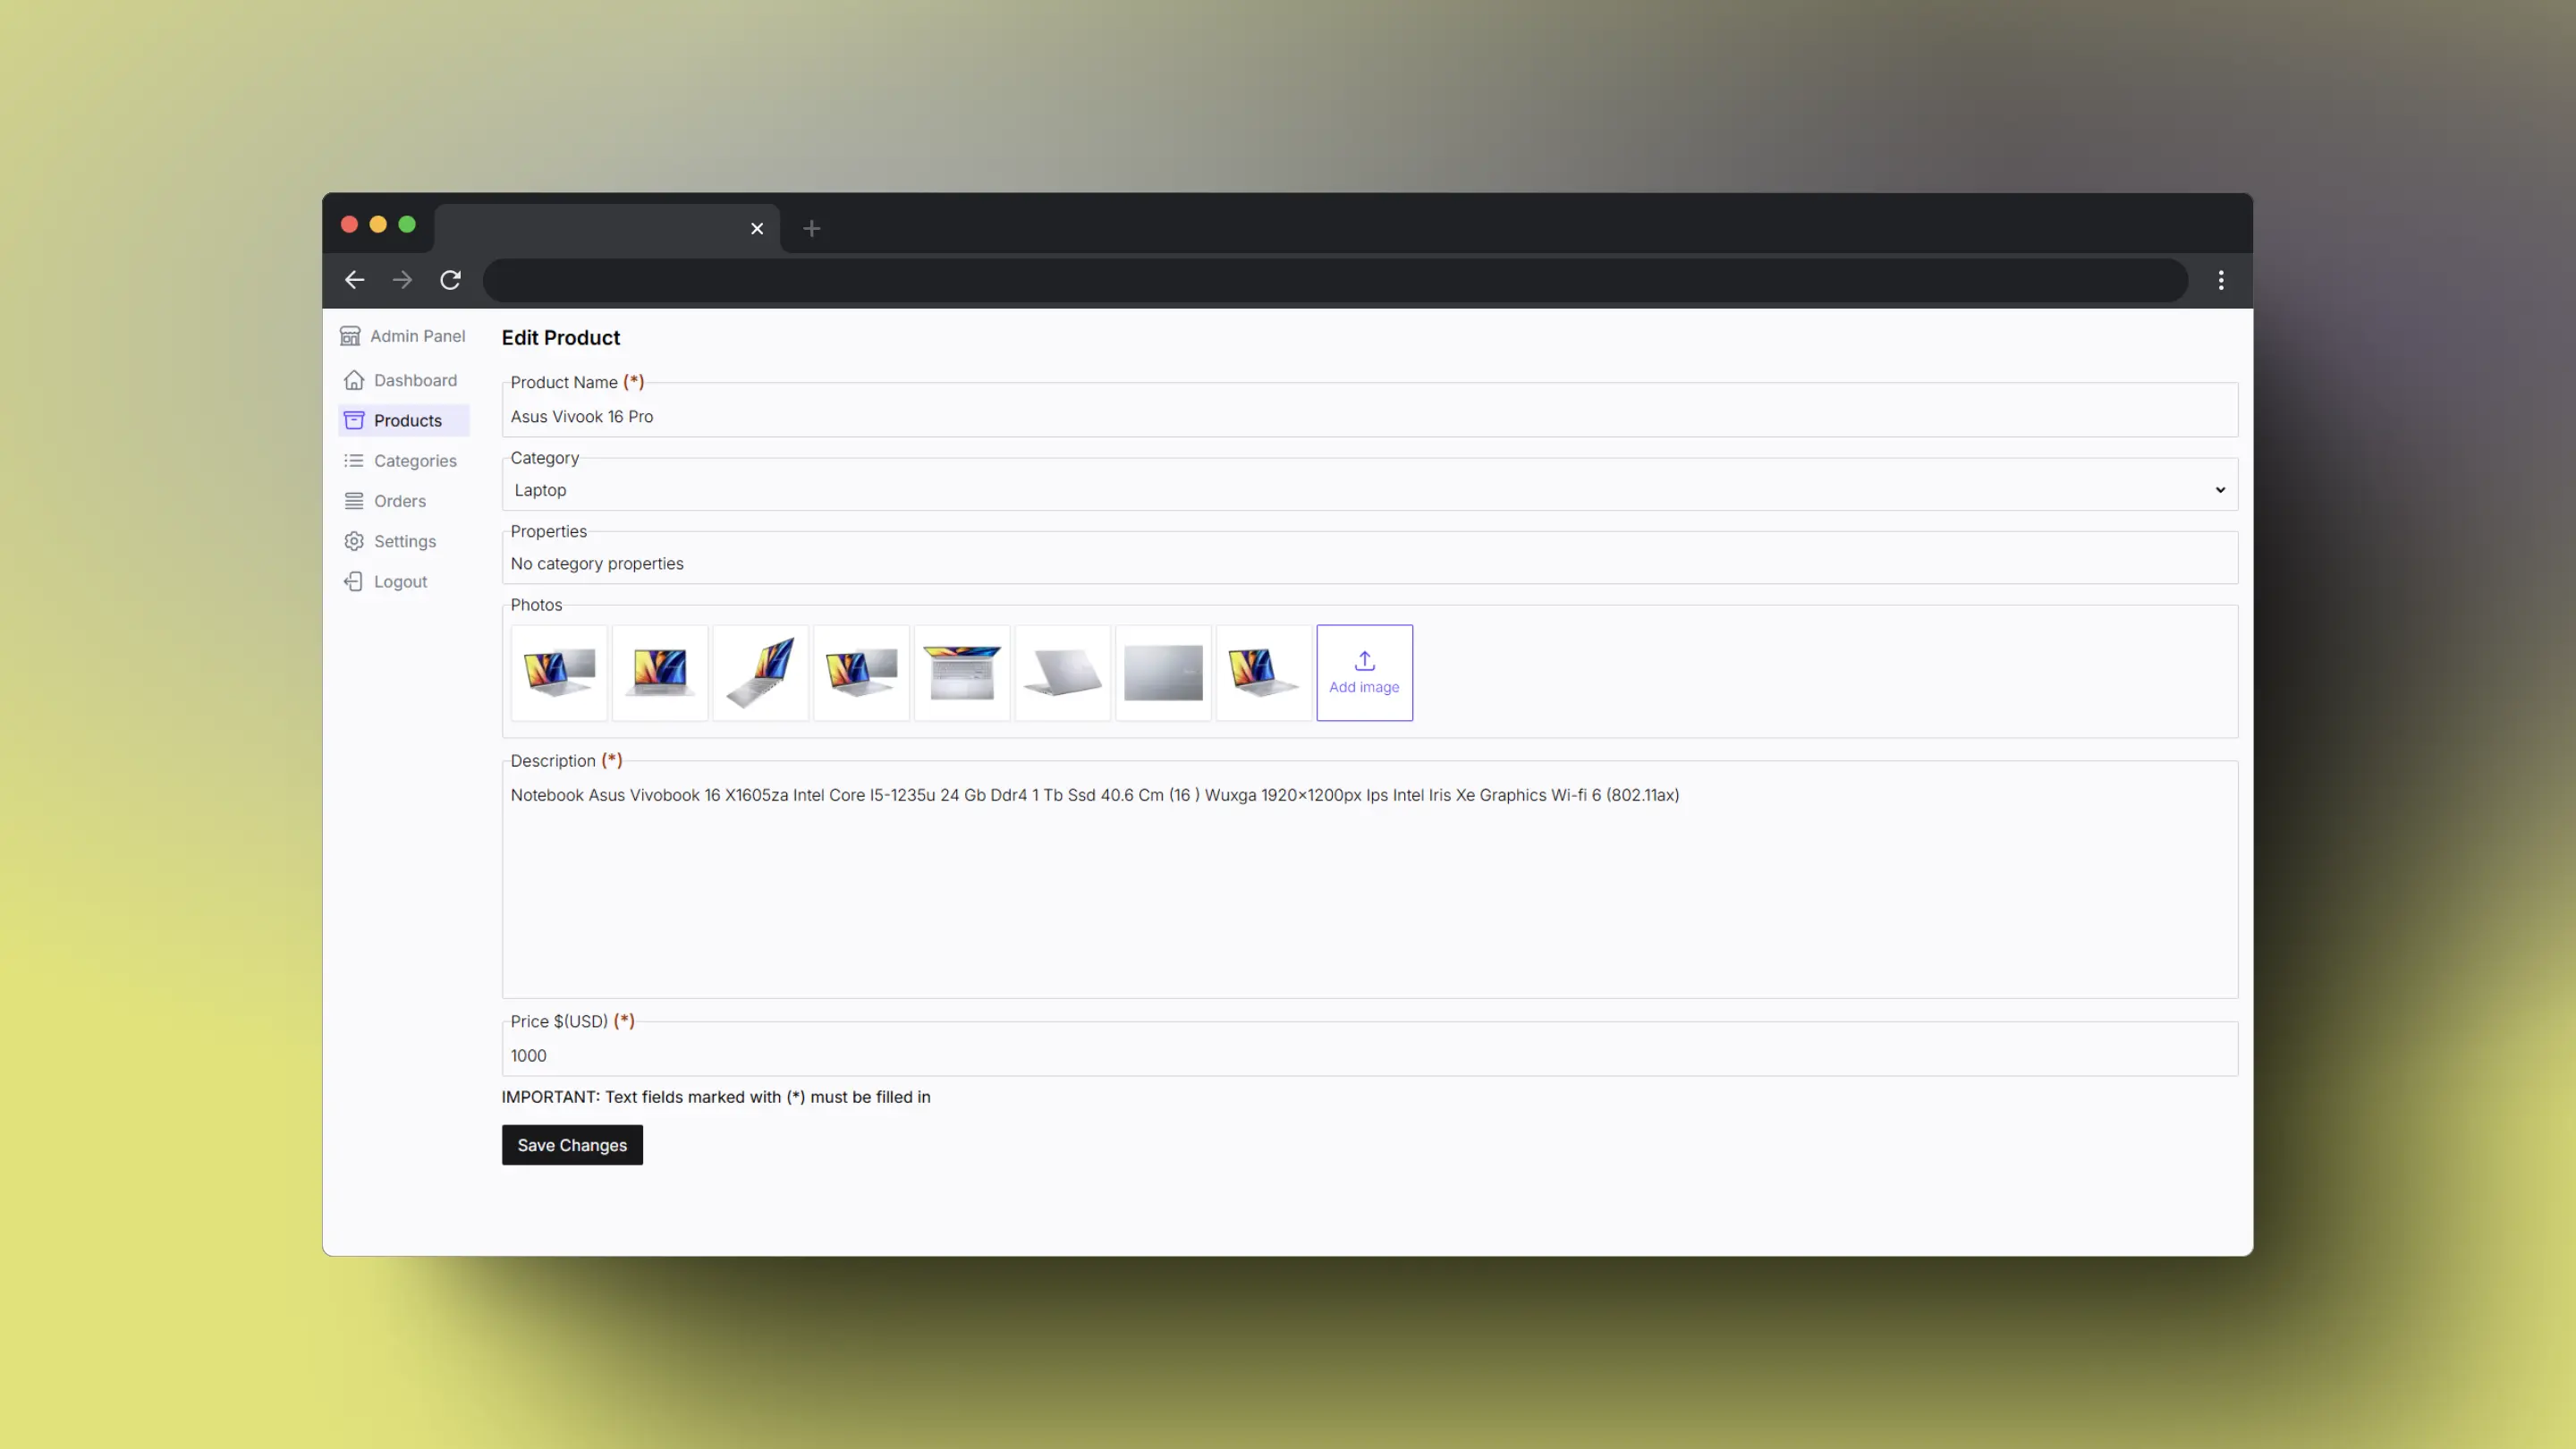 Admin Panel
Dashboard
Products
Categories
Orders
Settings
Logout
Edit Product
Product Name (*)
Asus Vivook 16 Pro
Category
Laptop
Properties
No category properties
Photos
Add image
Description (*)
Notebook Asus Vivobook 16 X1605za Intel Core I5-1235u 24 Gb Ddr4 1 Tb Ssd 40.6 Cm (16 ) Wuxga 1920×1200px Ips Intel Iris Xe Graphics Wi-fi 6 (802.11ax)
Price $(USD) (*)
1000
IMPORTANT: Text fields marked with (*) must be filled in
Save Changes